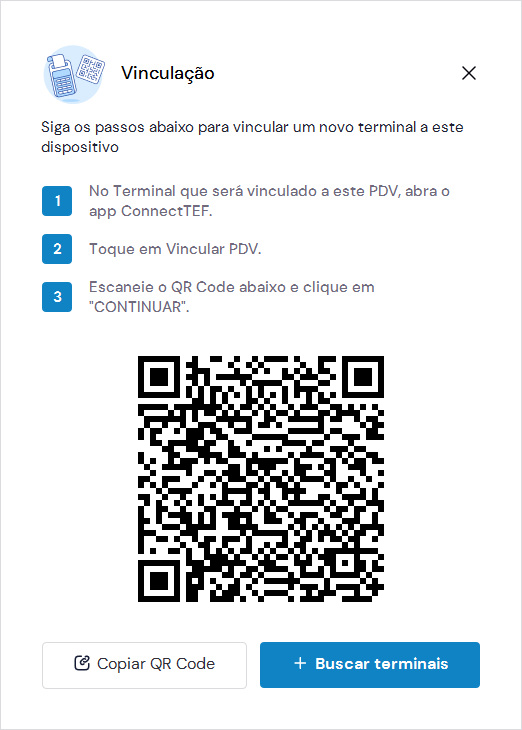 Vinculação
Siga os passos abaixo para vincular um novo terminal a este
dispositivo
1
No Terminal que será vinculado a este PDV, abra o
app ConnectTEF.
2
Toque em Vincular PDV.
3
Escaneie o QR Code abaixo e clique em
"CONTINUAR".
Copiar QR Code
Buscar terminais